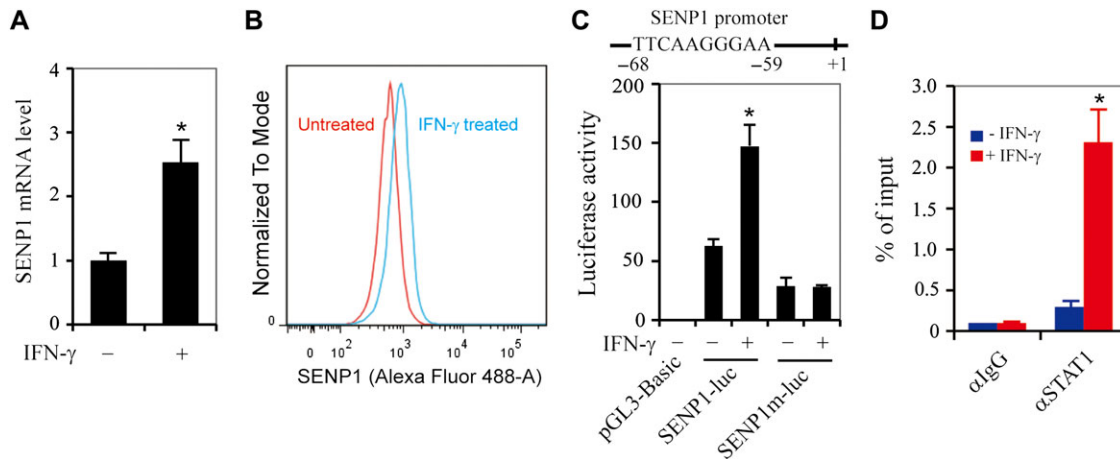 A
SENP1 mRNA level
4
3
2
1
0
*
IFN-γ – +
B
Normalized To Mode
Untreated
IFN-γ treated
0
0 10² 10³ 10⁴ 10⁵
SENP1 (Alexa Fluor 488-A)
C
SENP1 promoter
TTCAAGGGAA
–68 –59 +1
Luciferase activity
200
150
100
50
0
*
IFN-γ – – + – +
pGL3-Basic
SENP1-luc
SENP1m-luc
D
% of input
3.0
2.5
2.0
1.5
1.0
0.5
0
- IFN-γ
+ IFN-γ
*
αIgG
αSTAT1